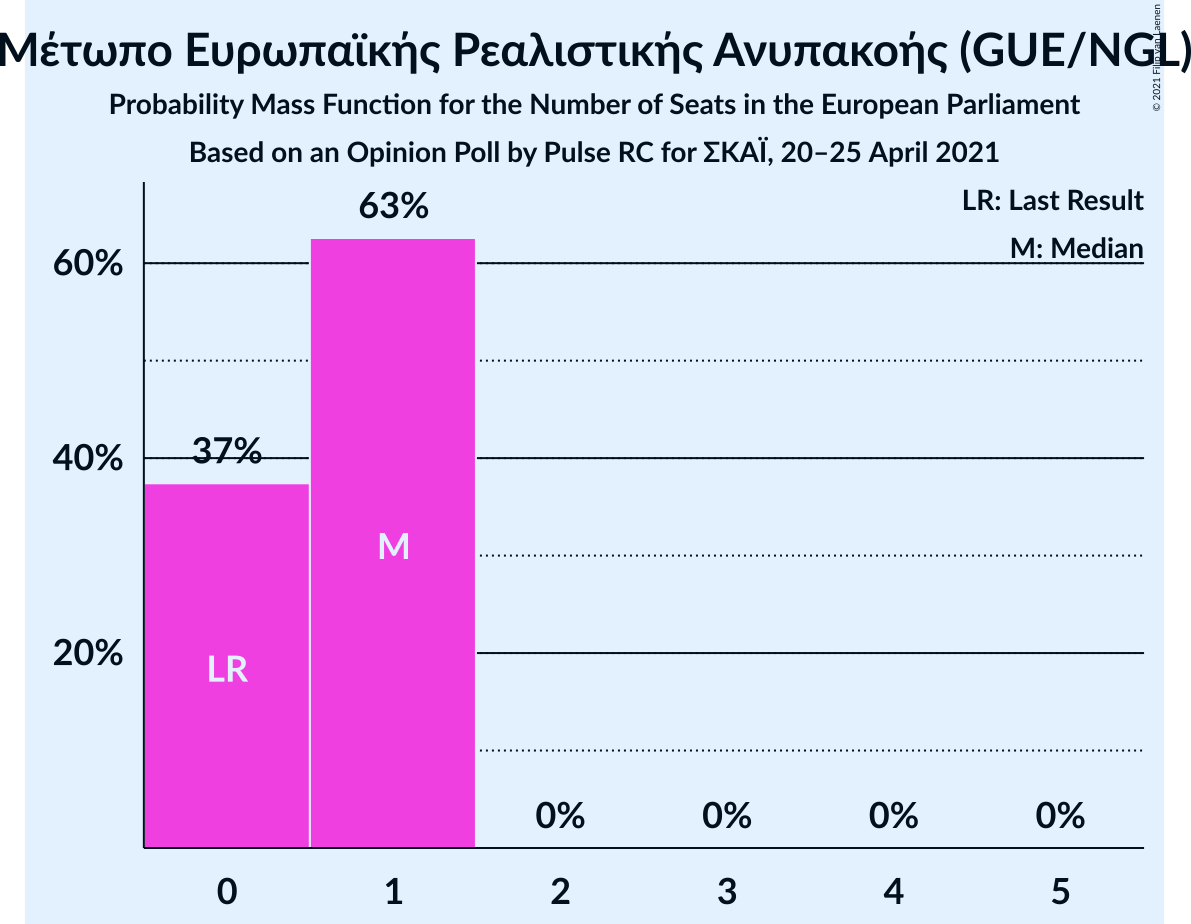 Μέτωπο Ευρωπαϊκής Ρεαλιστικής Ανυπακοής (GUE/NGL)
© 2021 Filip van Laenen
Probability Mass Function for the Number of Seats in the European Parliament
Based on an Opinion Poll by Pulse RC for ΣΚΑΪ, 20–25 April 2021
LR: Last Result
M: Median
63%
60%
37%
40%
M
LR
20%
0% 0% 0% 0%
0 1 2 3 4 5